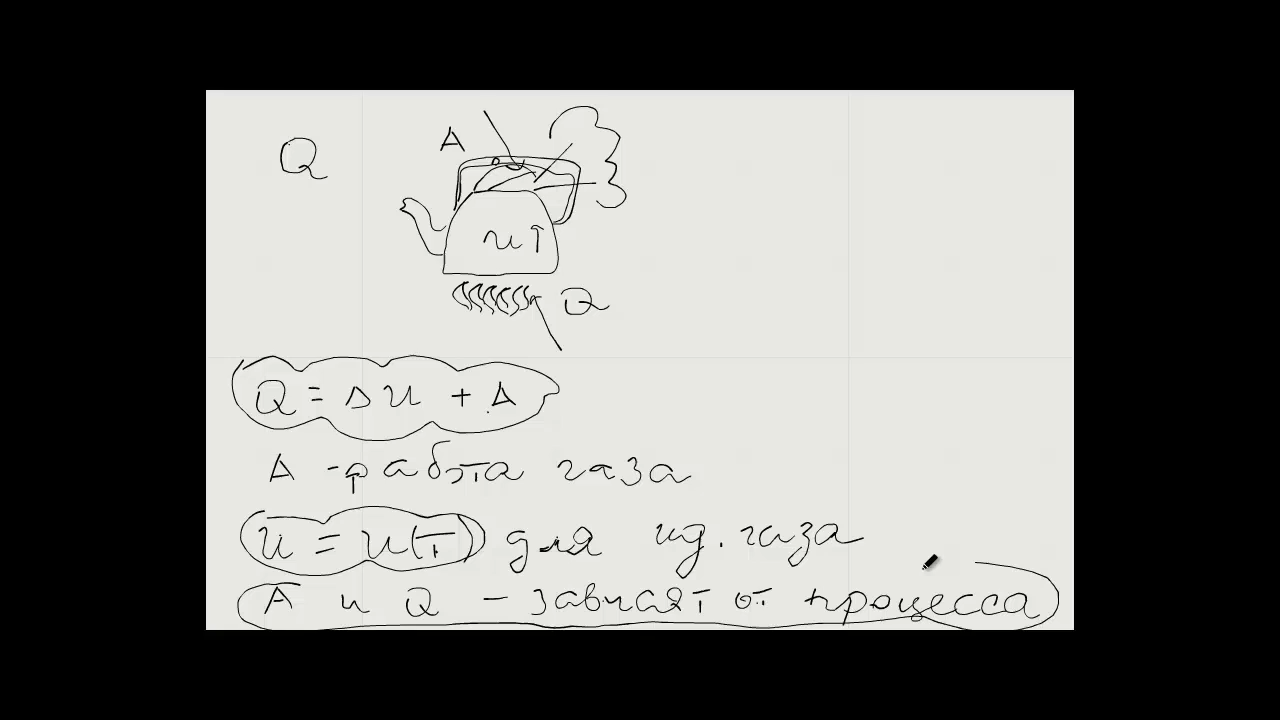 Q
A
U T
Q
Q = ΔU + A
A - работа газа
U = U(T) для ид. газа
A и Q - зависят от процесса